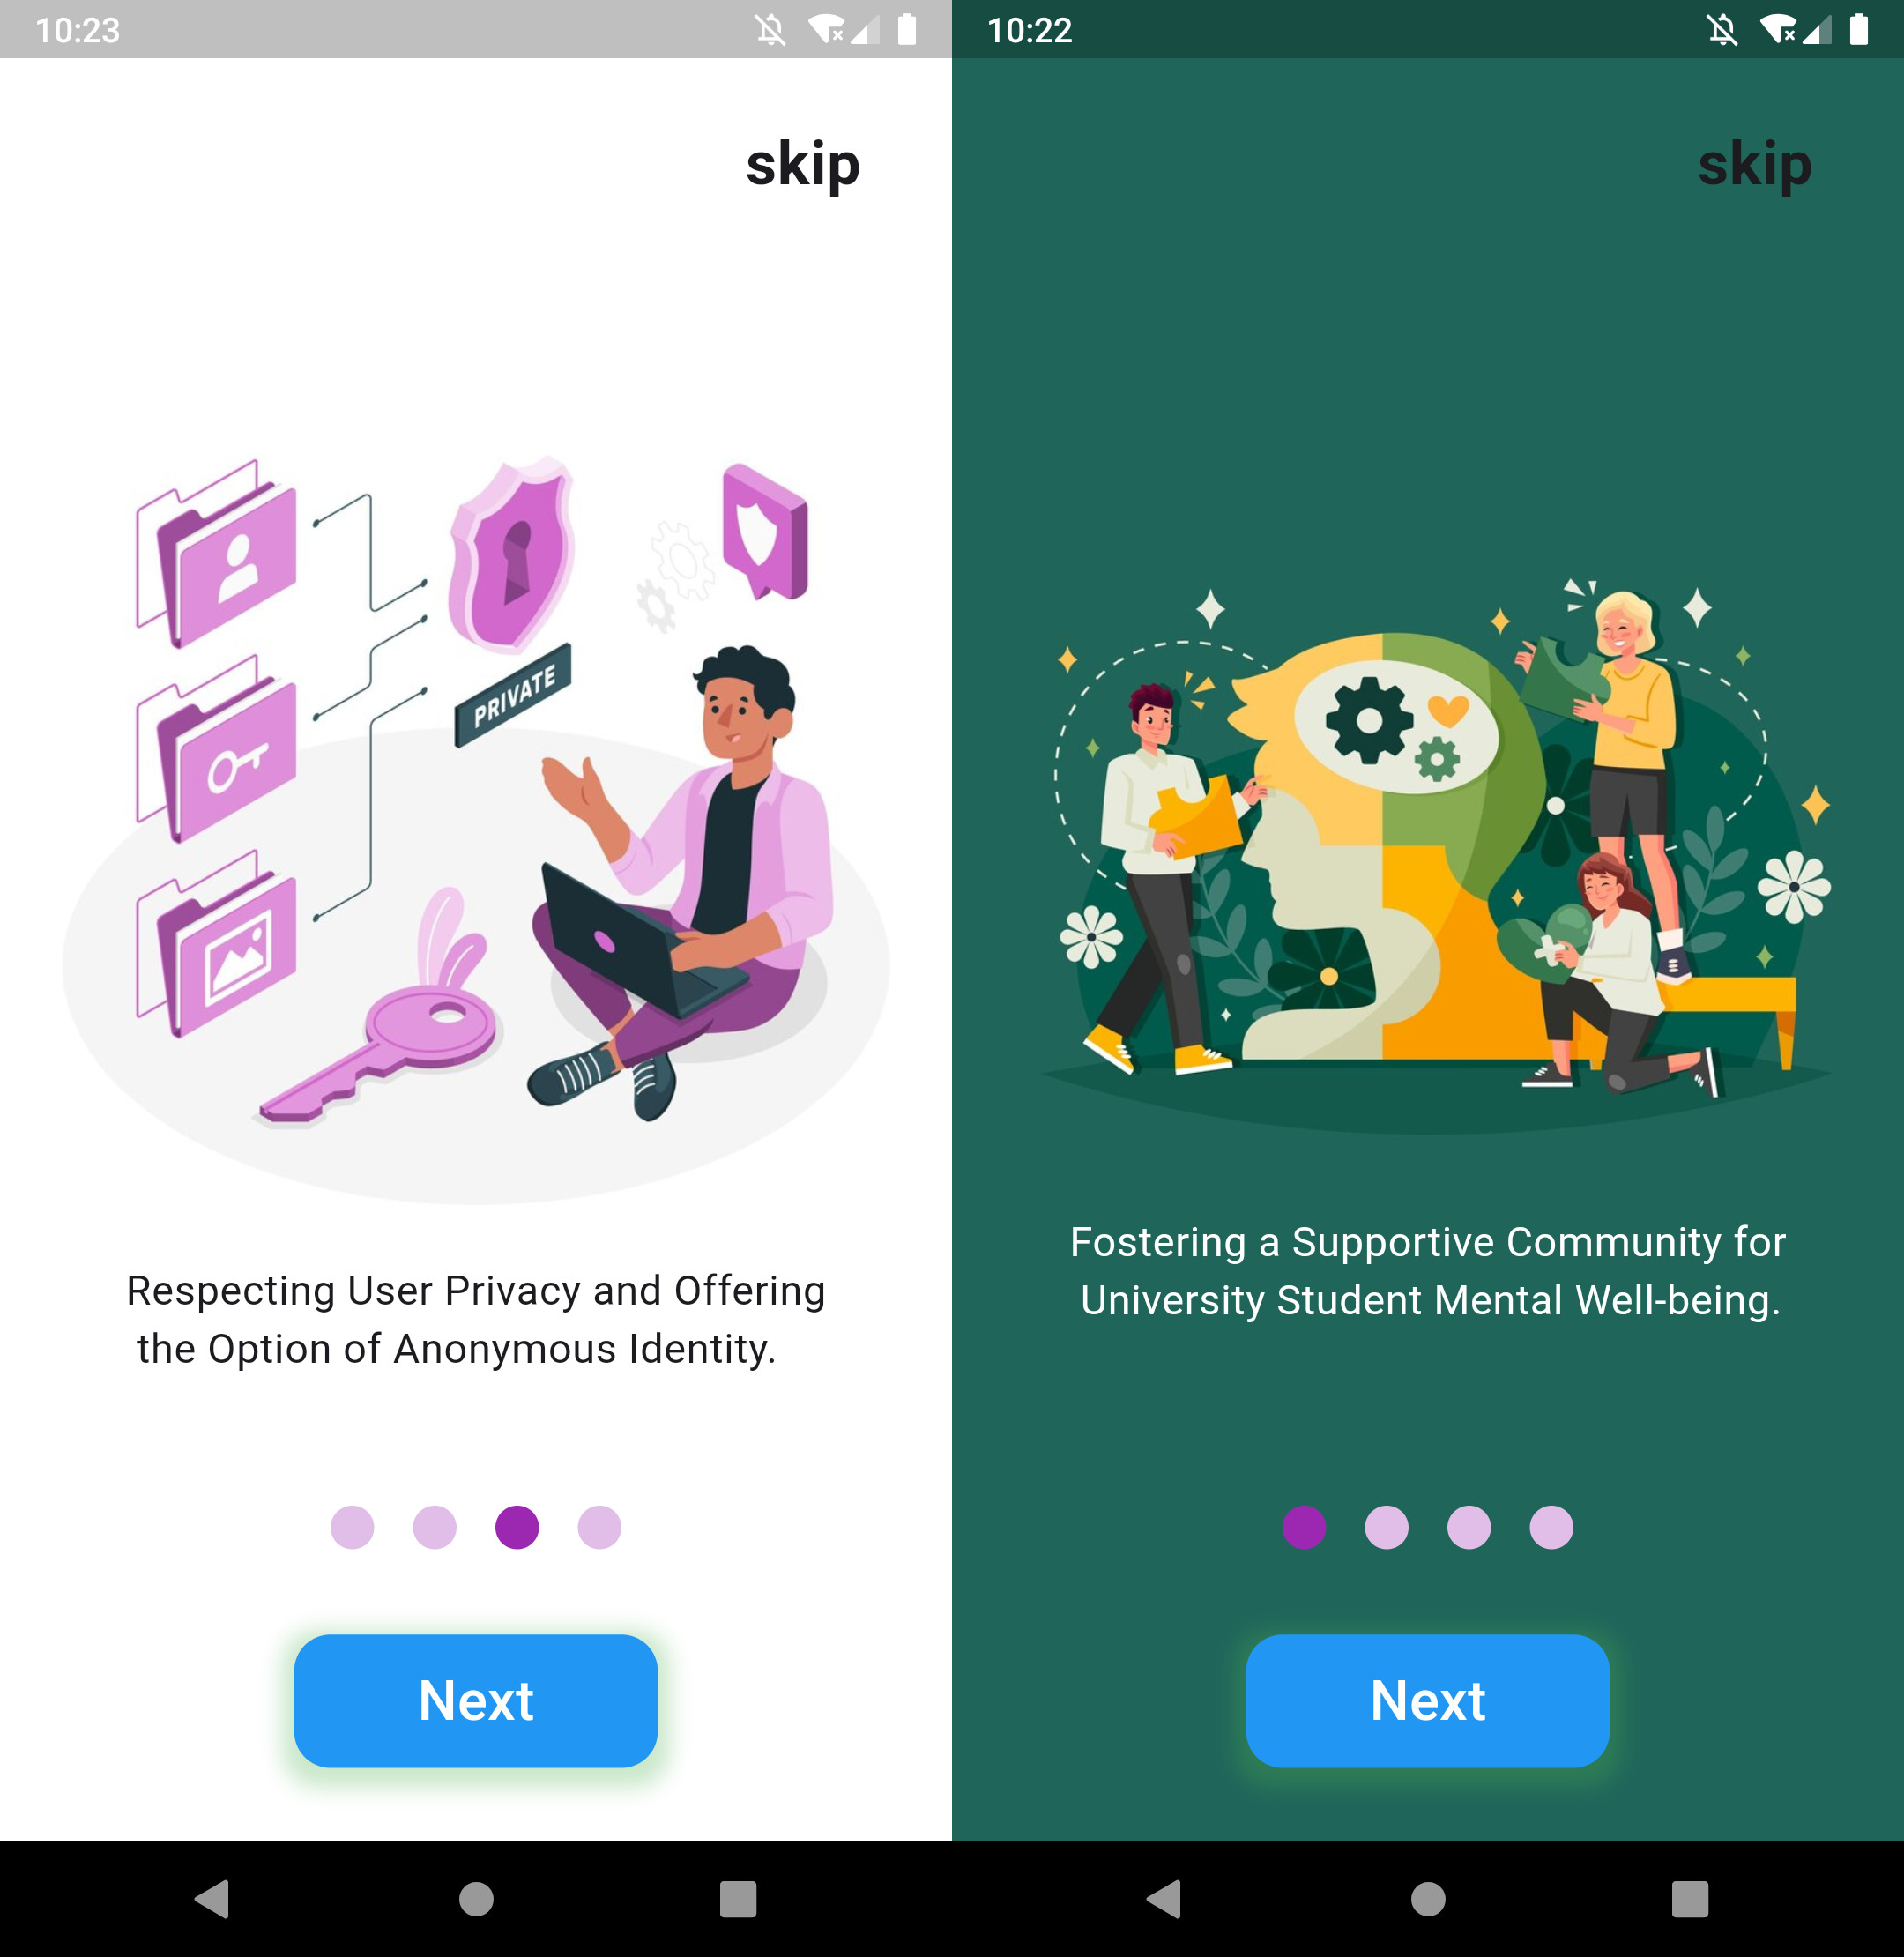 10:23
skip
PRIVATE
Respecting User Privacy and Offering
the Option of Anonymous Identity.
Next
10:22
skip
Fostering a Supportive Community for
University Student Mental Well-being.
Next